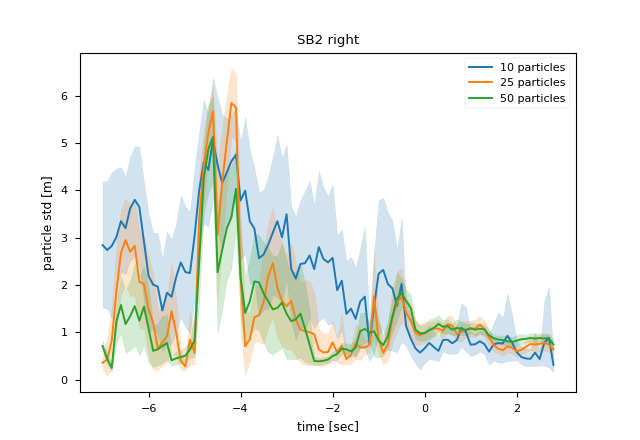 SB2 right
10 particles
25 particles
50 particles
particle std [m]
6
5
4
3
2
1
0
−6
−4
−2
0
2
time [sec]